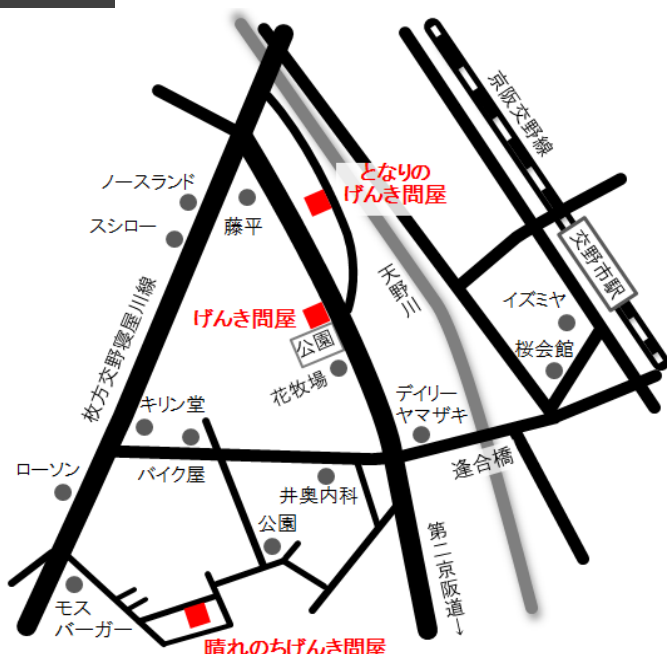 京阪交野線
となりの
げんき問屋
ノースランド
藤平
スシロー
交野市駅
天野川
イズミヤ
げんき問屋
公園
桜会館
枚方交野寝屋川線
花牧場
デイリー
ヤマザキ
キリン堂
逢合橋
バイク屋
ローソン
井奥内科
公園
第二京阪道→
モス
バーガー
晴れのちげんき問屋